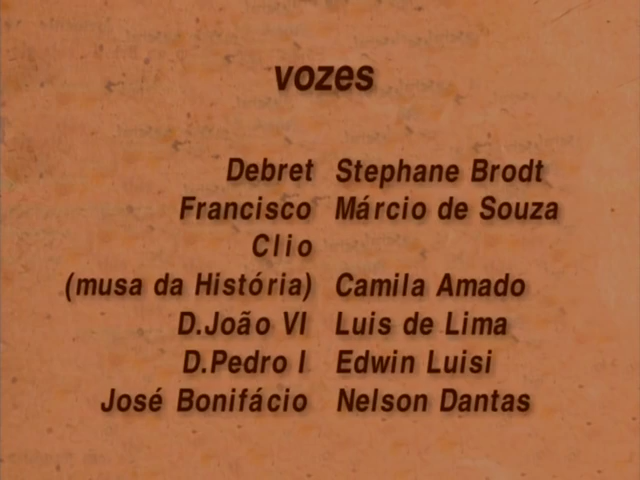 vozes
Debret Stephane Brodt
Francisco Márcio de Souza
Clio
(musa da História) Camila Amado
D.João VI Luis de Lima
D.Pedro I Edwin Luisi
José Bonifácio Nelson Dantas